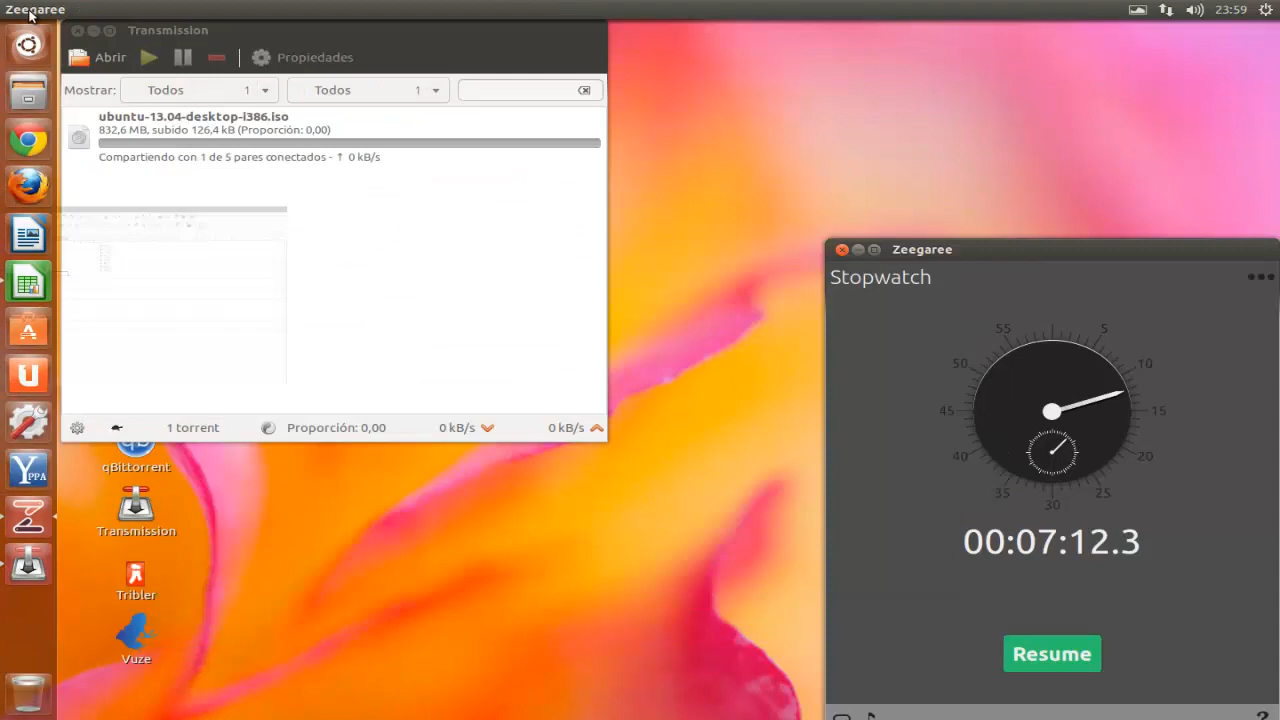 Zeegaree
23:59
Transmission
Abrir
Propiedades
Mostrar: Todos 1 Todos 1
ubuntu-13.04-desktop-i386.iso
832,6 MB, subido 126,4 kB (Proporción: 0,00)
Compartiendo con 1 de 5 pares conectados - ↑ 0 kB/s
1 torrent Proporción: 0,00 0 kB/s 0 kB/s
U
YPPA
qb
qBittorrent
Transmission
Tribler
Vuze
Zeegaree
Stopwatch
55 5
50 10
45 15
40 20
35 25
30
00:07:12.3
Resume
?